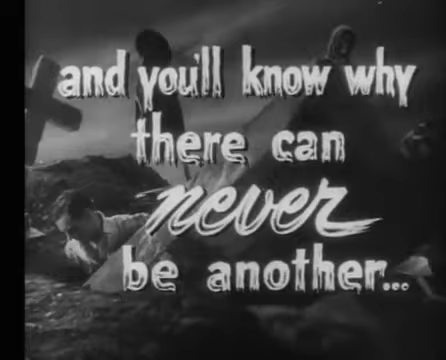 and you'll know why
there can
never
be another...